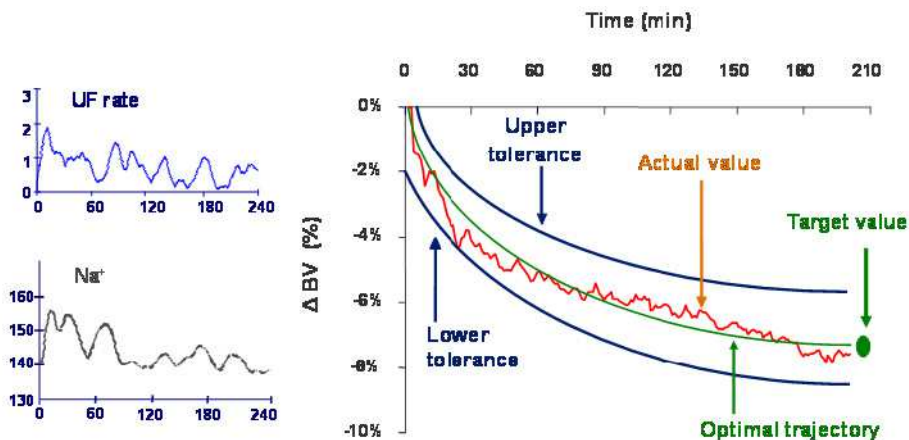 UF rate
3
2
1
0
0 60 120 180 240
Na+
160
150
140
130
0 60 120 180 240
Time (min)
0 30 60 90 120 150 180 210
0%
-2%
-4%
-6%
-8%
-10%
Δ BV (%)
Upper
tolerance
Actual value
Target value
Lower
tolerance
Optimal trajectory